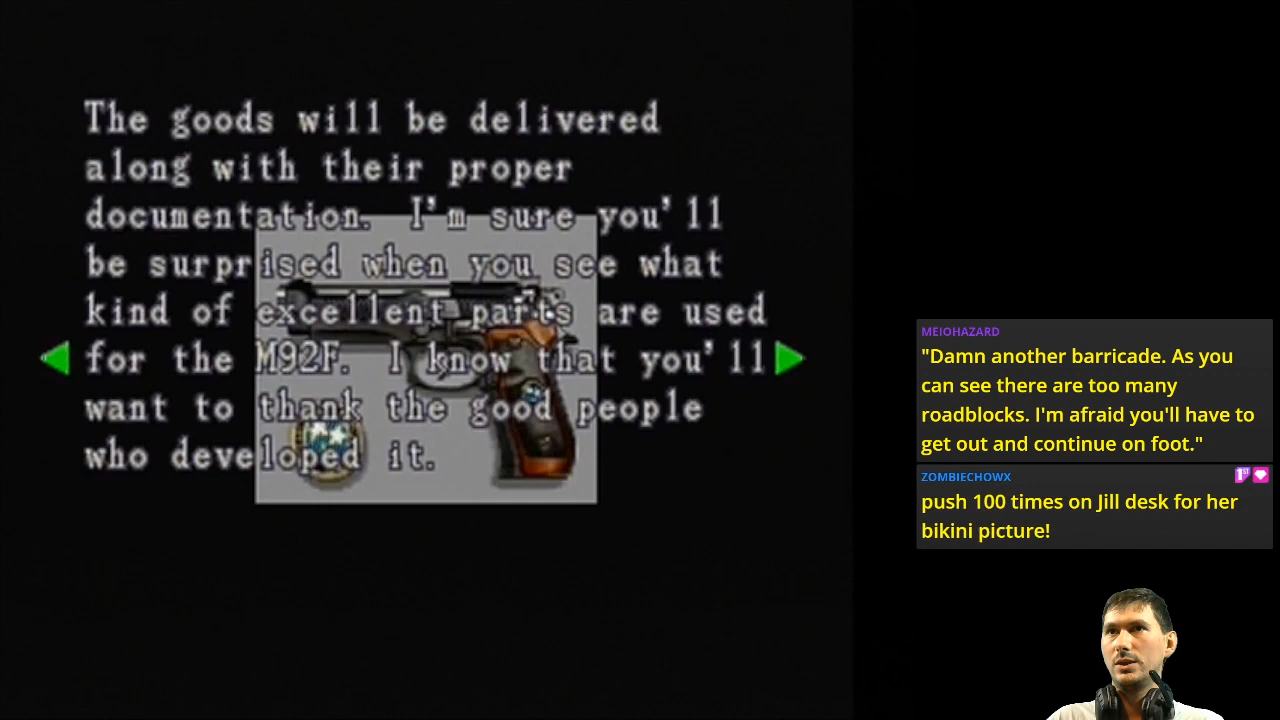 The goods will be delivered
along with their proper
documentation. I'm sure you'll
be surprised when you see what
kind of excellent parts are used
for the M92F. I know that you'll
want to thank the good people
who developed it.
MEIOHAZARD
"Damn another barricade. As you
can see there are too many
roadblocks. I'm afraid you'll have to
get out and continue on foot."
ZOMBIECHOWX
push 100 times on Jill desk for her
bikini picture!